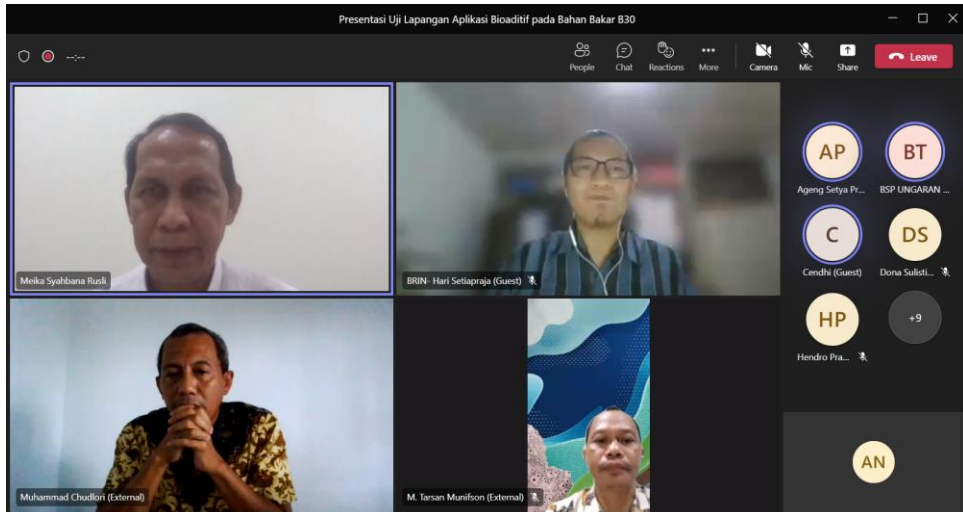 Presentasi Uji Lapangan Aplikasi Bioaditif pada Bahan Bakar B30
--:--
People Chat Reactions More Camera Mic Share Leave
Meika Syahbana Rusli
BRIN- Hari Setiapraja (Guest)
AP
Ageng Setya Pr...
BT
BSP UNGARAN ...
C
Cendhi (Guest)
DS
Dona Sulisti...
HP
Hendro Pra...
+9
Muhammad Chudlori (External)
M. Tarsan Munifson (External)
AN